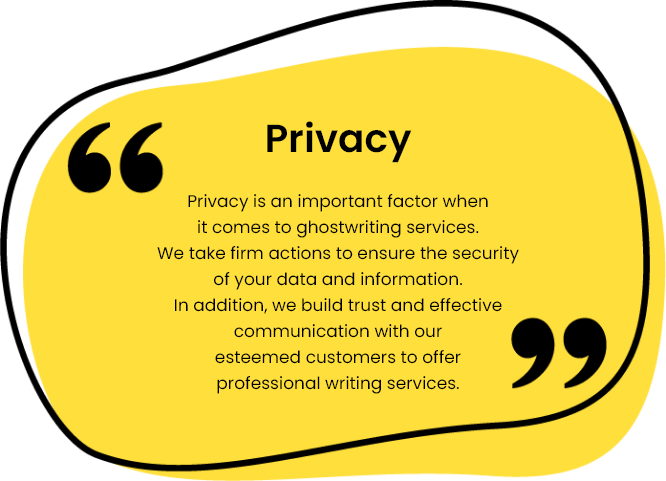 Privacy
Privacy is an important factor when
it comes to ghostwriting services.
We take firm actions to ensure the security
of your data and information.
In addition, we build trust and effective
communication with our
esteemed customers to offer
professional writing services.